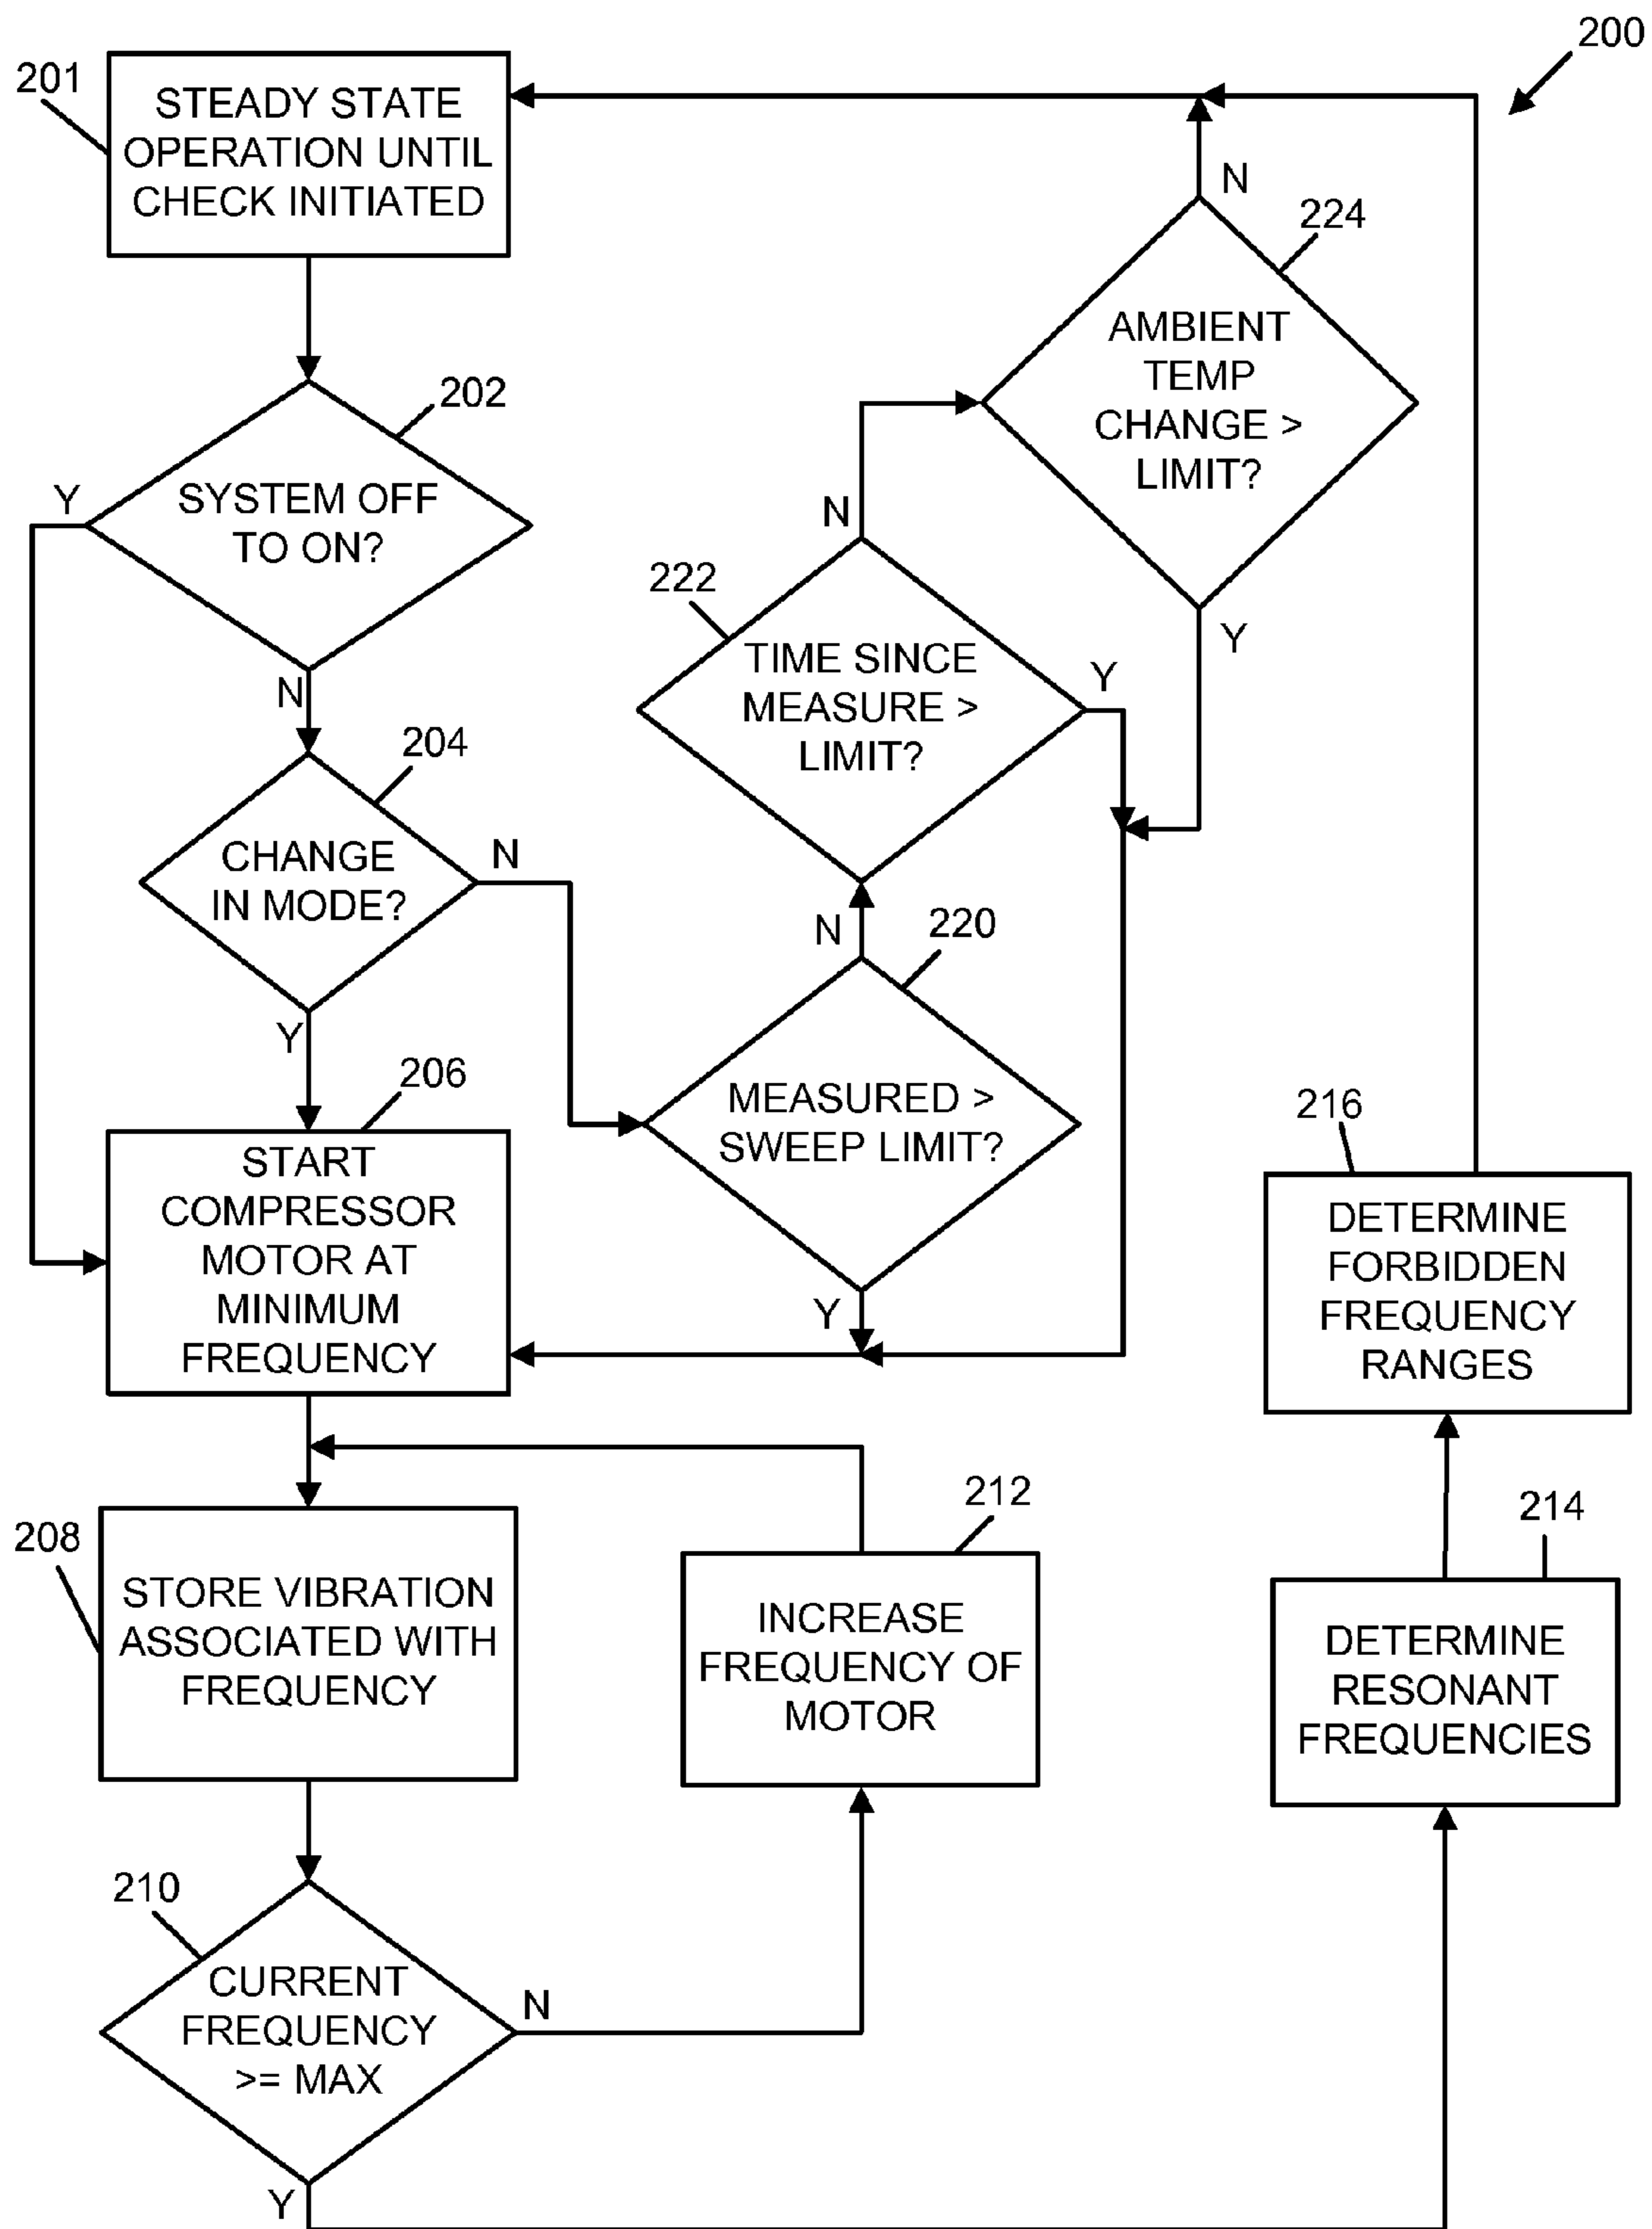 200
201
STEADY STATE
OPERATION UNTIL
CHECK INITIATED
202
SYSTEM OFF
TO ON?
Y
N
204
CHANGE
IN MODE?
N
Y
206
START
COMPRESSOR
MOTOR AT
MINIMUM
FREQUENCY
208
STORE VIBRATION
ASSOCIATED WITH
FREQUENCY
210
CURRENT
FREQUENCY
>= MAX
N
Y
212
INCREASE
FREQUENCY OF
MOTOR
214
DETERMINE
RESONANT
FREQUENCIES
216
DETERMINE
FORBIDDEN
FREQUENCY
RANGES
220
MEASURED >
SWEEP LIMIT?
N
Y
222
TIME SINCE
MEASURE >
LIMIT?
N
Y
224
AMBIENT
TEMP
CHANGE >
LIMIT?
N
Y